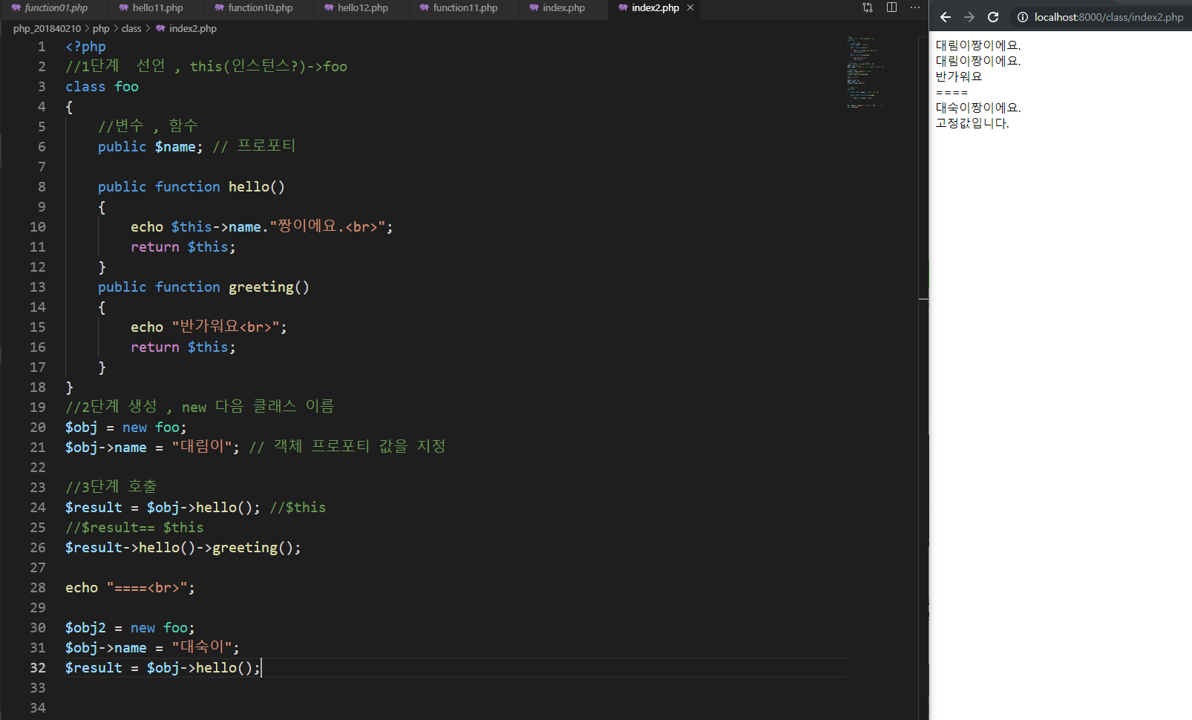 function01.php hello11.php function10.php hello12.php function11.php index.php index2.php
localhost:8000/class/index2.php
php_201840210 > php > class > index2.php
1 <?php
2 //1단계  선언 , this(인스턴스?)->foo
3 class foo
4 {
5     //변수 , 함수
6     public $name; // 프로포티
7
8     public function hello()
9     {
10         echo $this->name."짱이에요.<br>";
11         return $this;
12     }
13     public function greeting()
14     {
15         echo "반가워요<br>";
16         return $this;
17     }
18 }
19 //2단계 생성 , new 다음 클래스 이름
20 $obj = new foo;
21 $obj->name = "대림이"; // 객체 프로포티 값을 지정
22
23 //3단계 호출
24 $result = $obj->hello(); //$this
25 //$result== $this
26 $result->hello()->greeting();
27
28 echo "====<br>";
29
30 $obj2 = new foo;
31 $obj->name = "대숙이";
32 $result = $obj->hello();
33
34
대림이짱이에요.
대림이짱이에요.
반가워요
====
대숙이짱이에요.
고정값입니다.